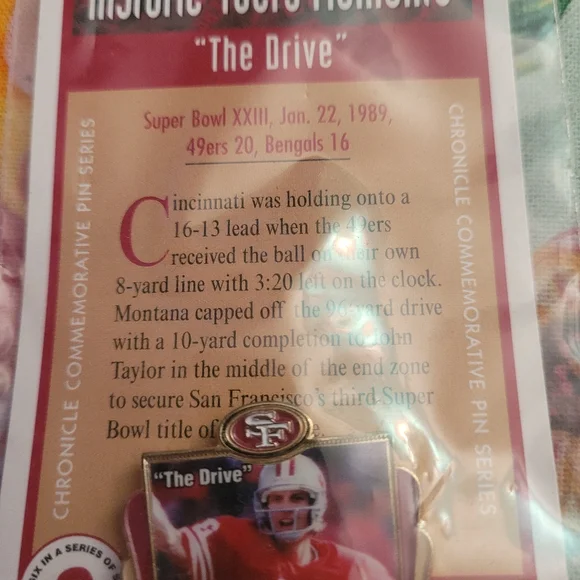 Historic 49ers Moments
"The Drive"
Super Bowl XXIII, Jan. 22, 1989,
49ers 20, Bengals 16
Cincinnati was holding onto a
16-13 lead when the 49ers
received the ball on their own
8-yard line with 3:20 left on the clock.
Montana capped off the 96-yard drive
with a 10-yard completion to John
Taylor in the middle of the end zone
to secure San Francisco's third Super
Bowl title of
CHRONICLE COMMEMORATIVE PIN SERIES
CHRONICLE COMMEMORATIVE PIN SERIES
SF
"The Drive"
SIX IN A SERIES OF